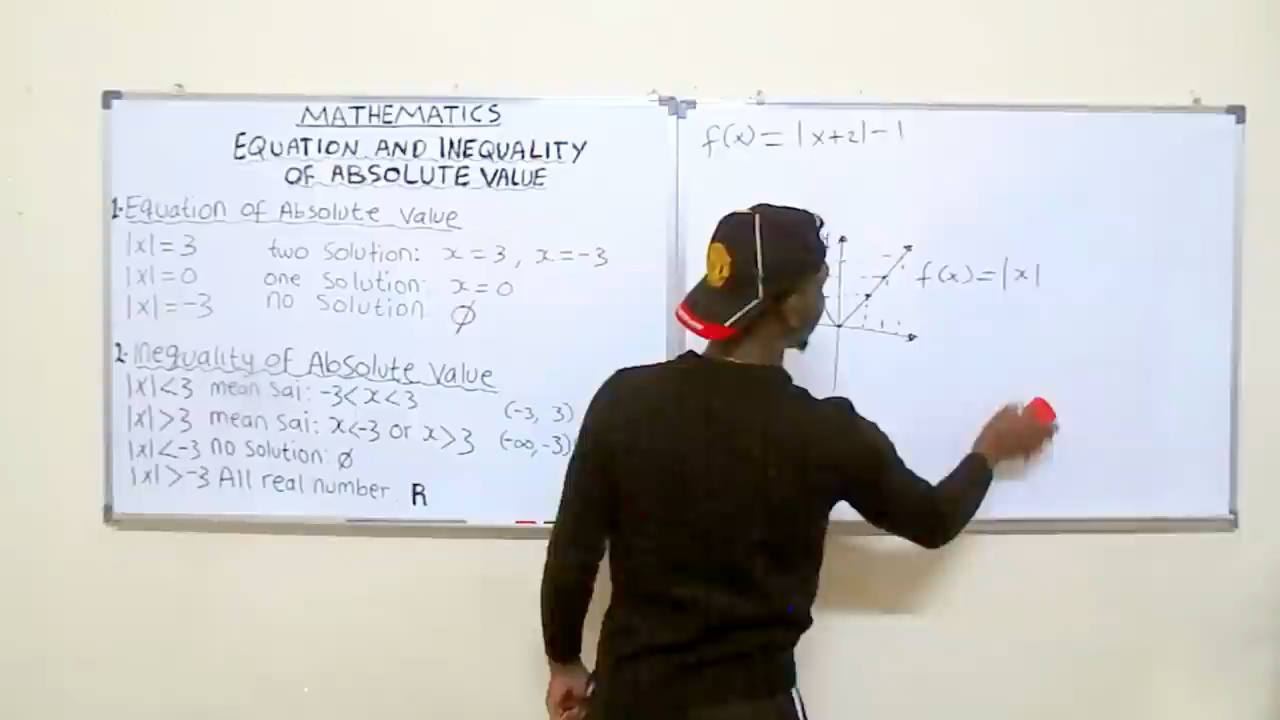 MATHEMATICS
EQUATION AND INEQUALITY
OF ABSOLUTE VALUE
1. Equation of Absolute Value
|x|=3 two solution: x=3, x=-3
|x|=0 one solution: x=0
|x|=-3 no solution ∅
2. Inequality of Absolute Value
|x|<3 mean sai: -3<x<3 (-3, 3)
|x|>3 mean sai: x<-3 or x>3 (-∞,-3)
|x|<-3 no solution: ∅
|x|>-3 All real number R
f(x)=|x+2|-1
f(x)=|x|